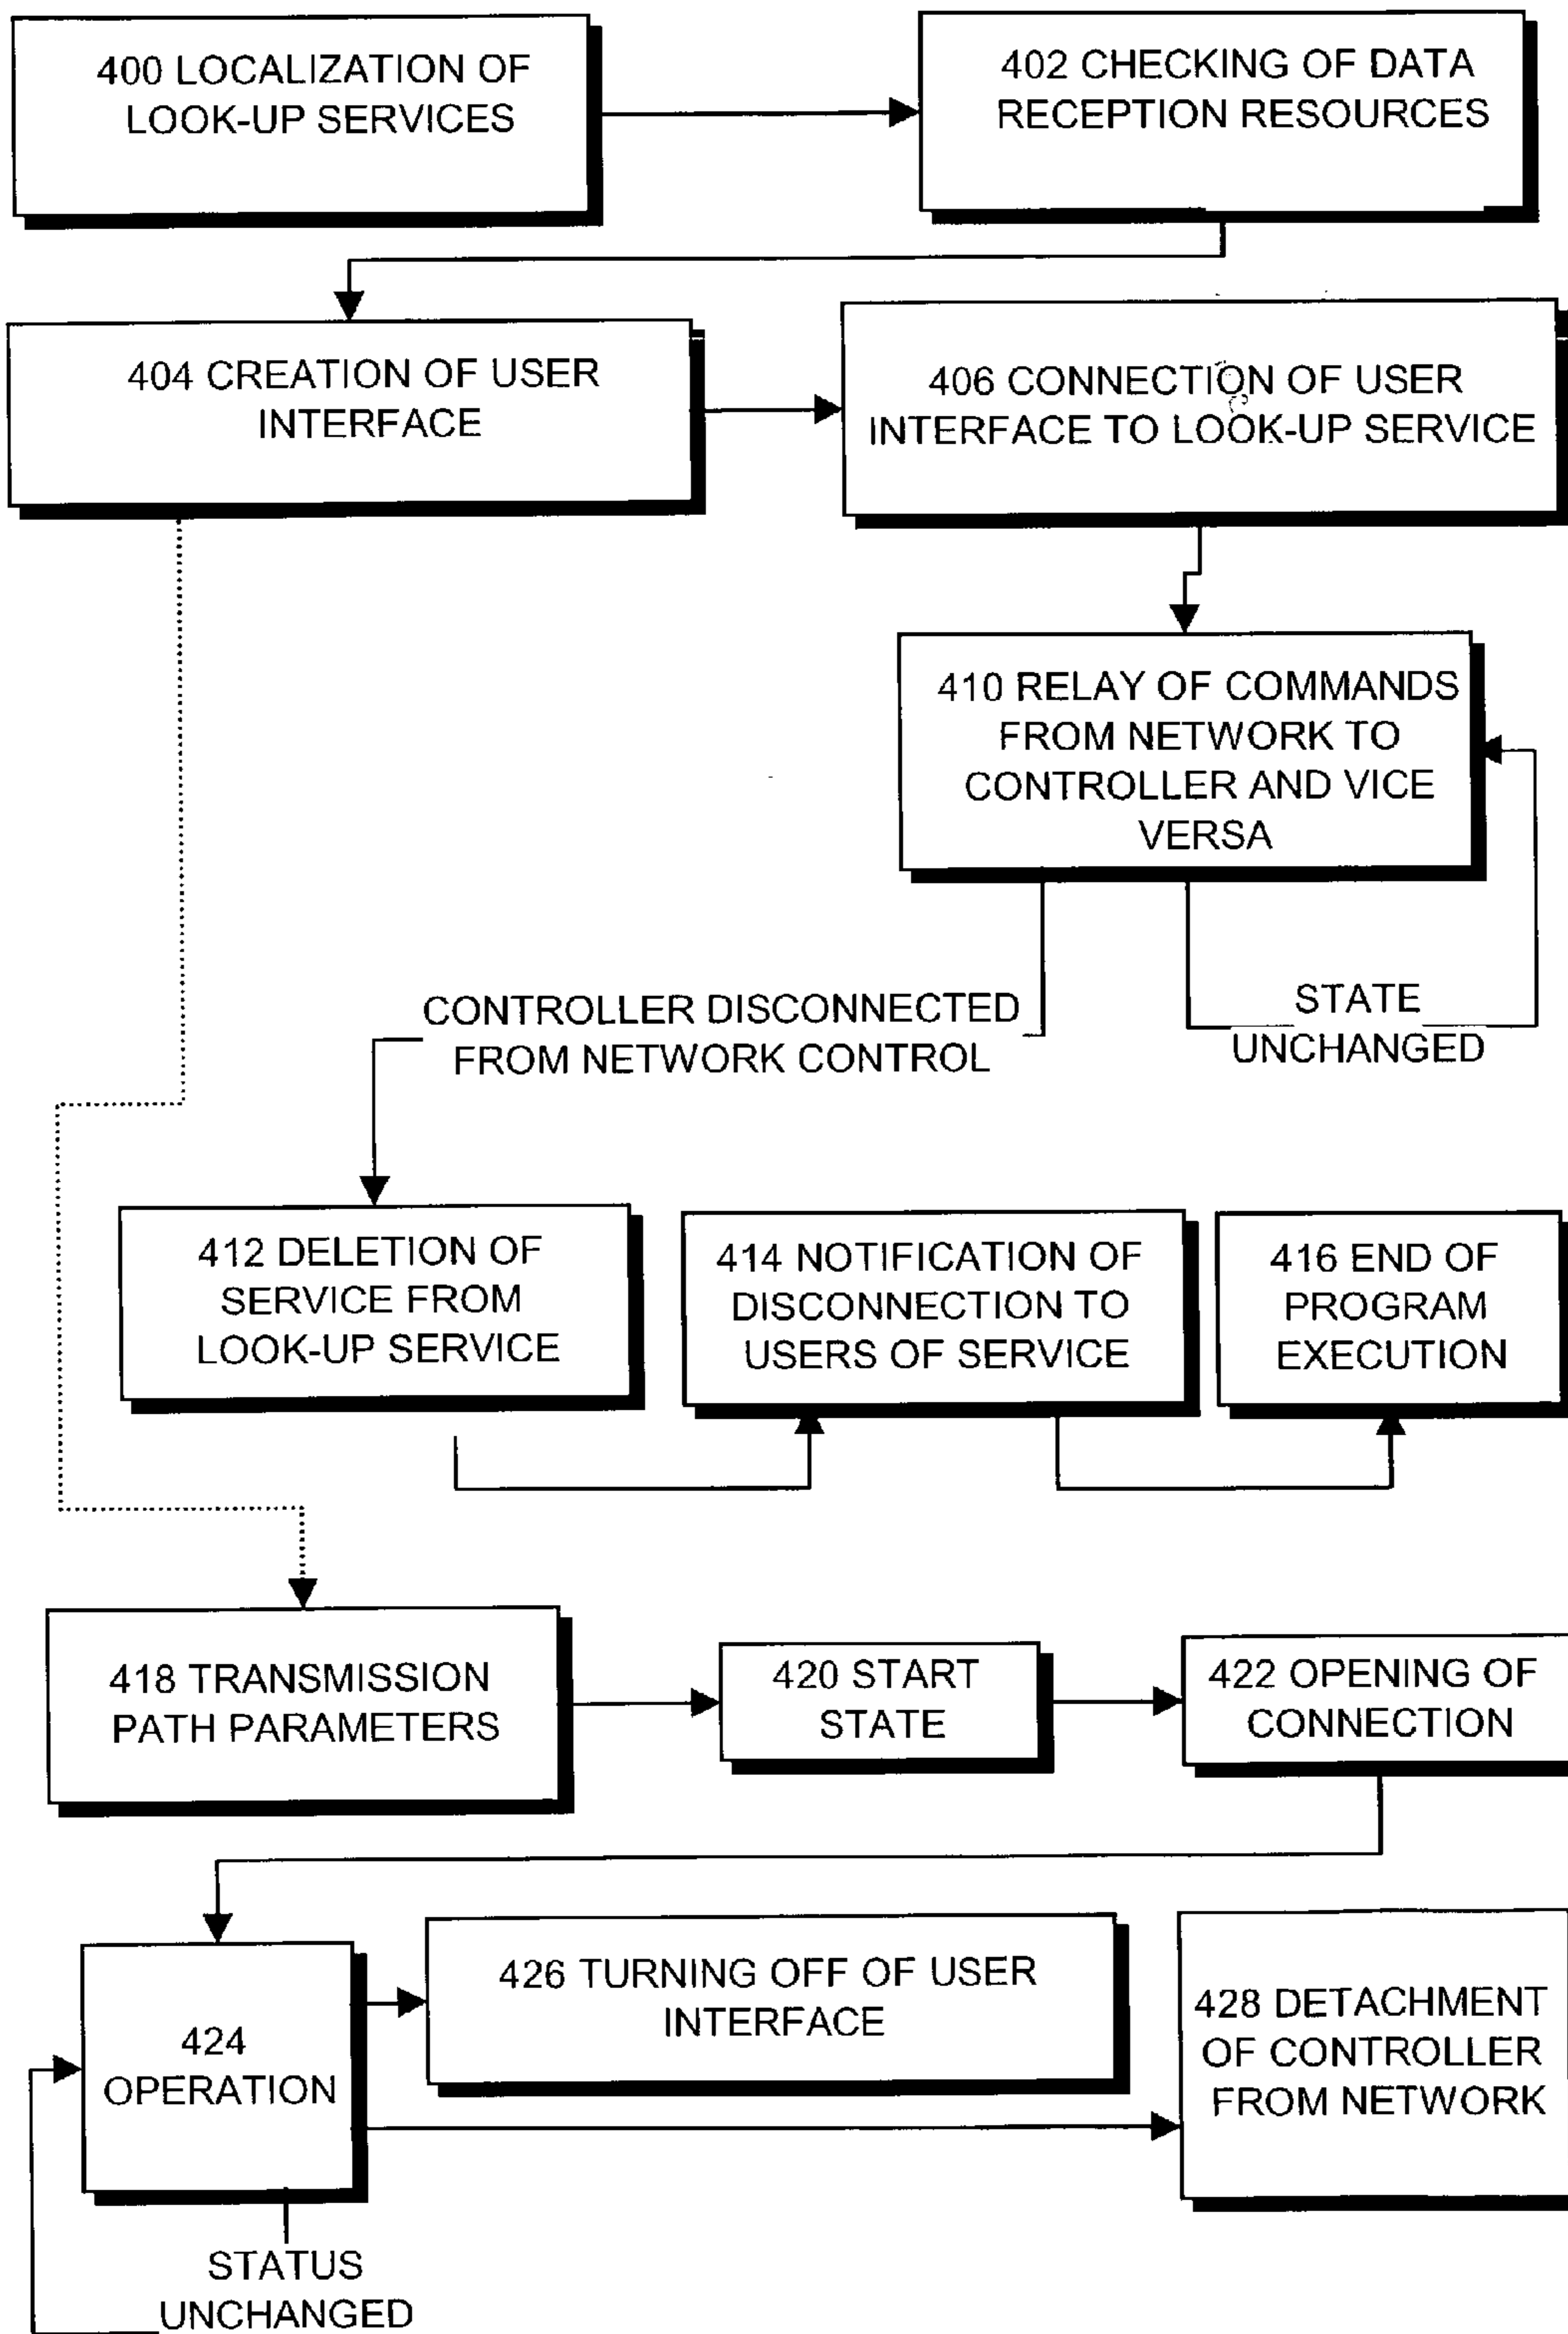 400 LOCALIZATION OF
LOOK-UP SERVICES
402 CHECKING OF DATA
RECEPTION RESOURCES
404 CREATION OF USER
INTERFACE
406 CONNECTION OF USER
INTERFACE TO LOOK-UP SERVICE
410 RELAY OF COMMANDS
FROM NETWORK TO
CONTROLLER AND VICE
VERSA
CONTROLLER DISCONNECTED
FROM NETWORK CONTROL
STATE
UNCHANGED
412 DELETION OF
SERVICE FROM
LOOK-UP SERVICE
414 NOTIFICATION OF
DISCONNECTION TO
USERS OF SERVICE
416 END OF
PROGRAM
EXECUTION
418 TRANSMISSION
PATH PARAMETERS
420 START
STATE
422 OPENING OF
CONNECTION
424
OPERATION
426 TURNING OFF OF USER
INTERFACE
428 DETACHMENT
OF CONTROLLER
FROM NETWORK
STATUS
UNCHANGED